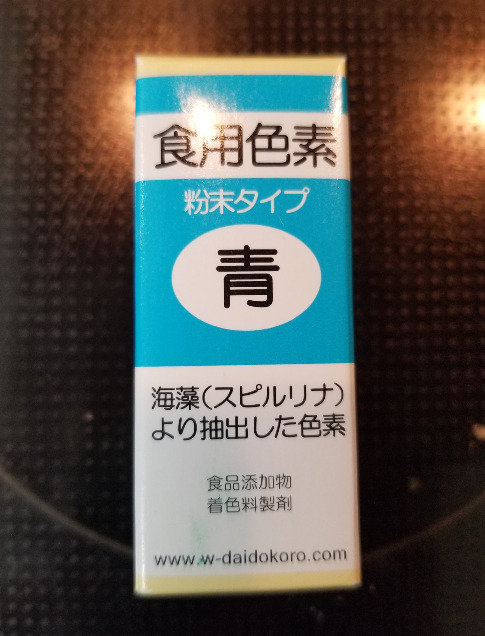 食用色素
粉末タイプ
青
海藻(スピルリナ)
より抽出した色素
食品添加物
着色料製剤
www.w-daidokoro.com